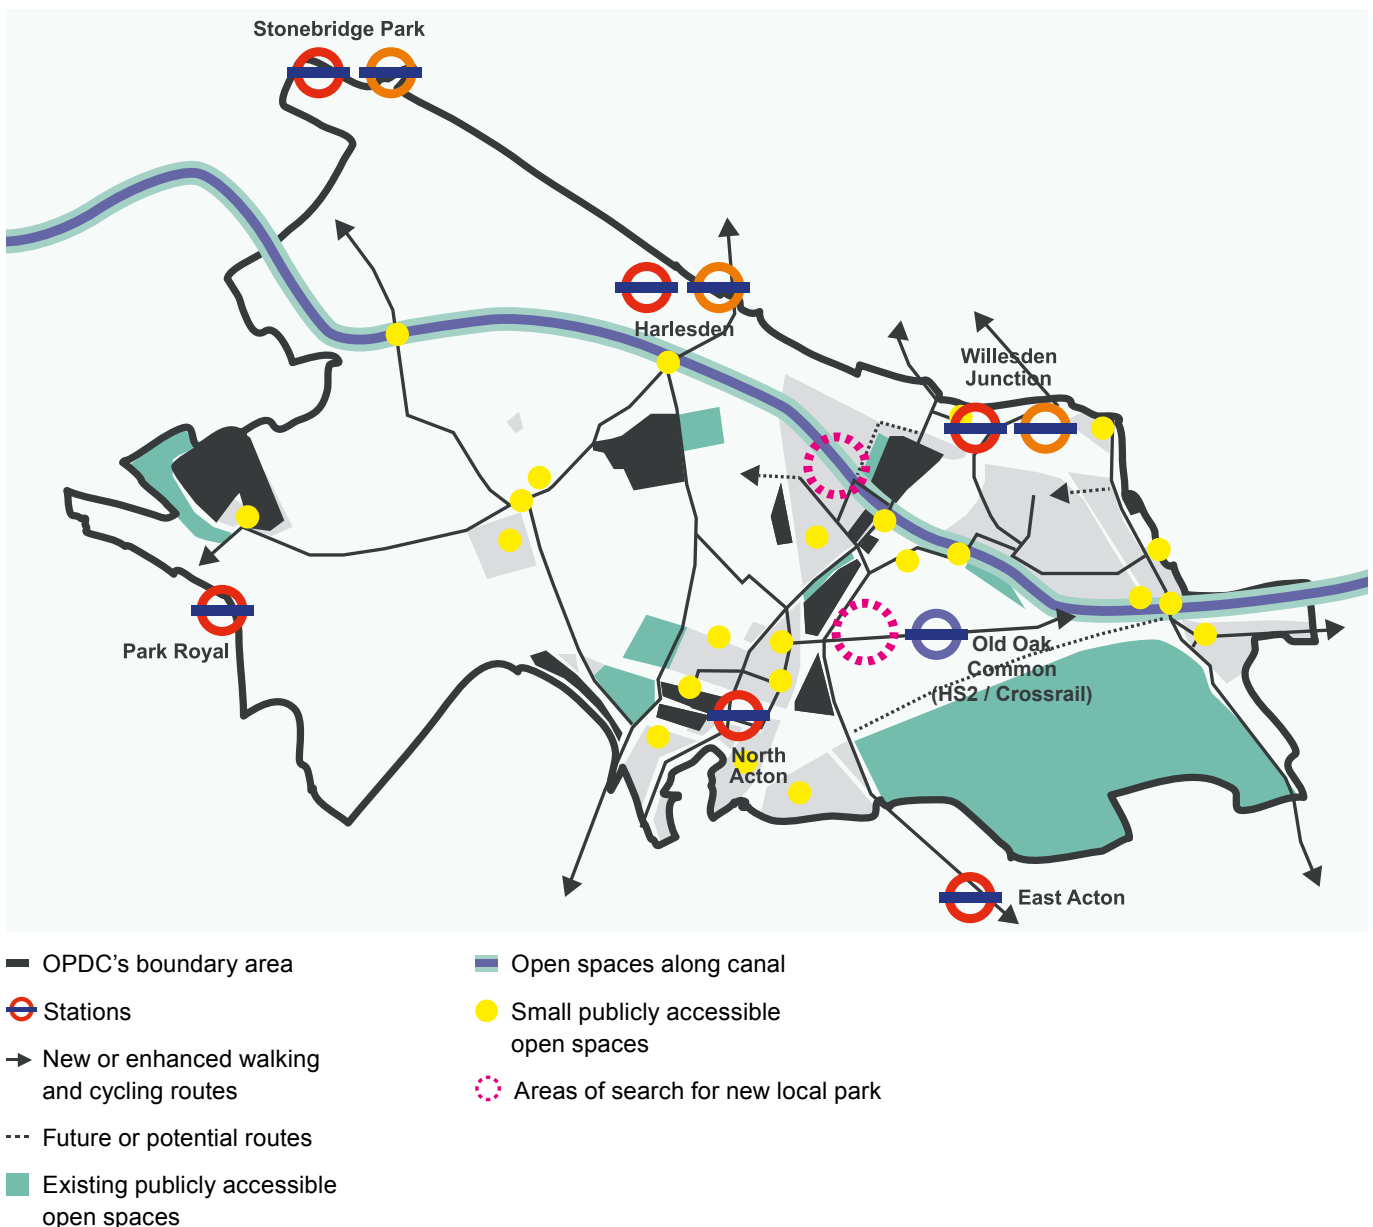 Stonebridge Park
Harlesden
Willesden
Junction
Park Royal
Old Oak
Common
(HS2 / Crossrail)
North
Acton
East Acton
OPDC's boundary area
Stations
New or enhanced walking
and cycling routes
Future or potential routes
Existing publicly accessible
open spaces
Open spaces along canal
Small publicly accessible
open spaces
Areas of search for new local park